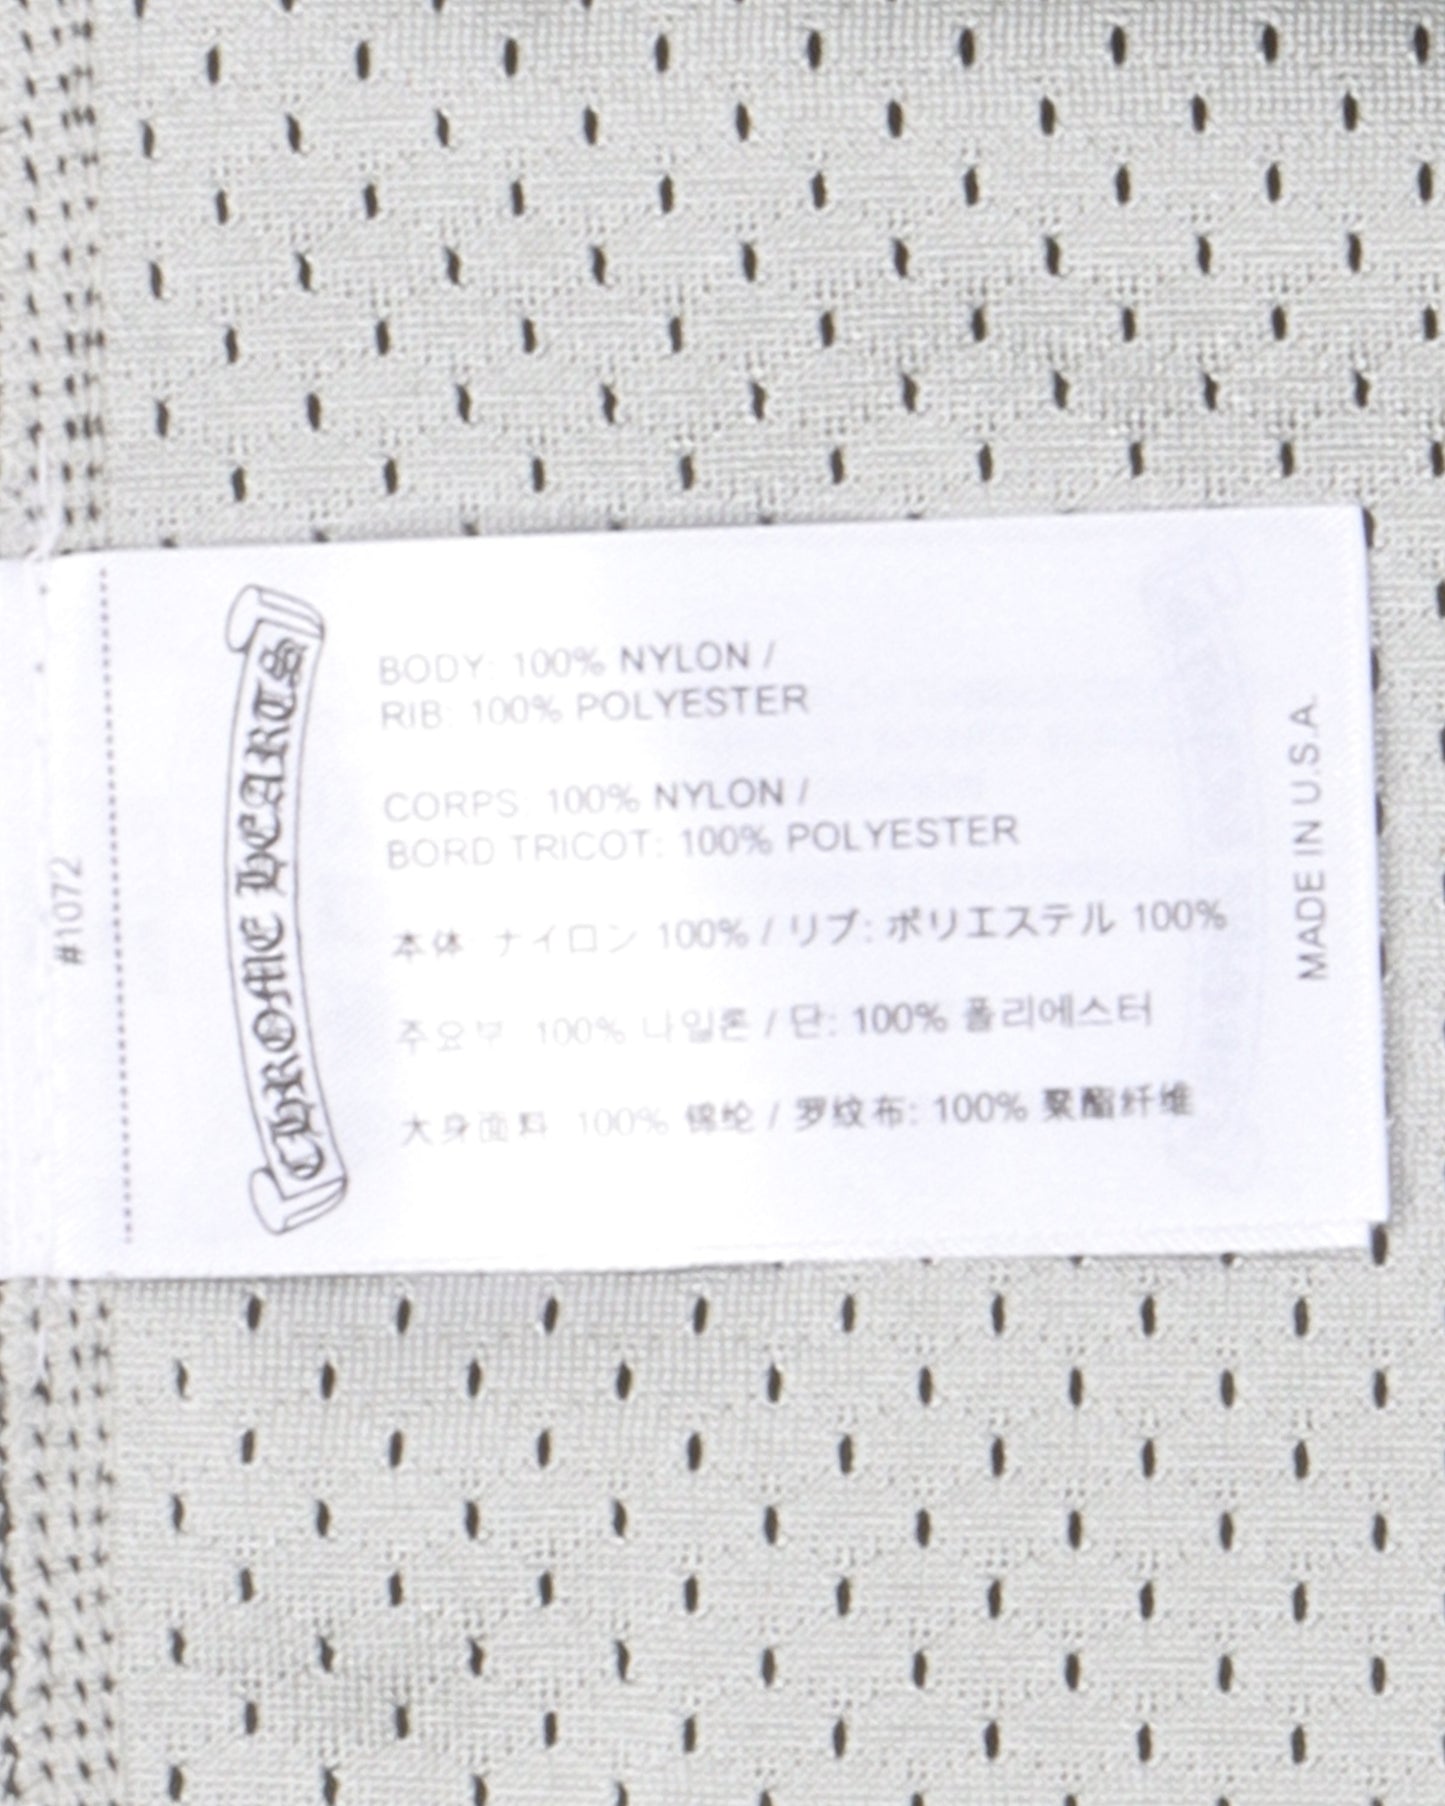 #1072
CHROME HEARTS
BODY: 100% NYLON /
RIB: 100% POLYESTER
CORPS: 100% NYLON /
BORD TRICOT: 100% POLYESTER
本体 ナイロン 100% / リブ: ポリエステル 100%
주요부 100% 나일론 / 단: 100% 폴리에스터
大身面料 100% 锦纶 / 罗纹布: 100% 聚酯纤维
MADE IN U.S.A.